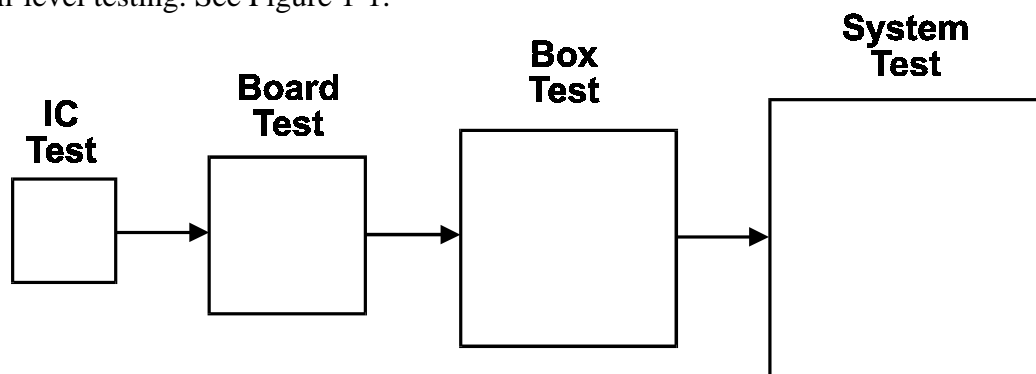 level testing. See Figure 1-1.
IC
Test
Board
Test
Box
Test
System
Test